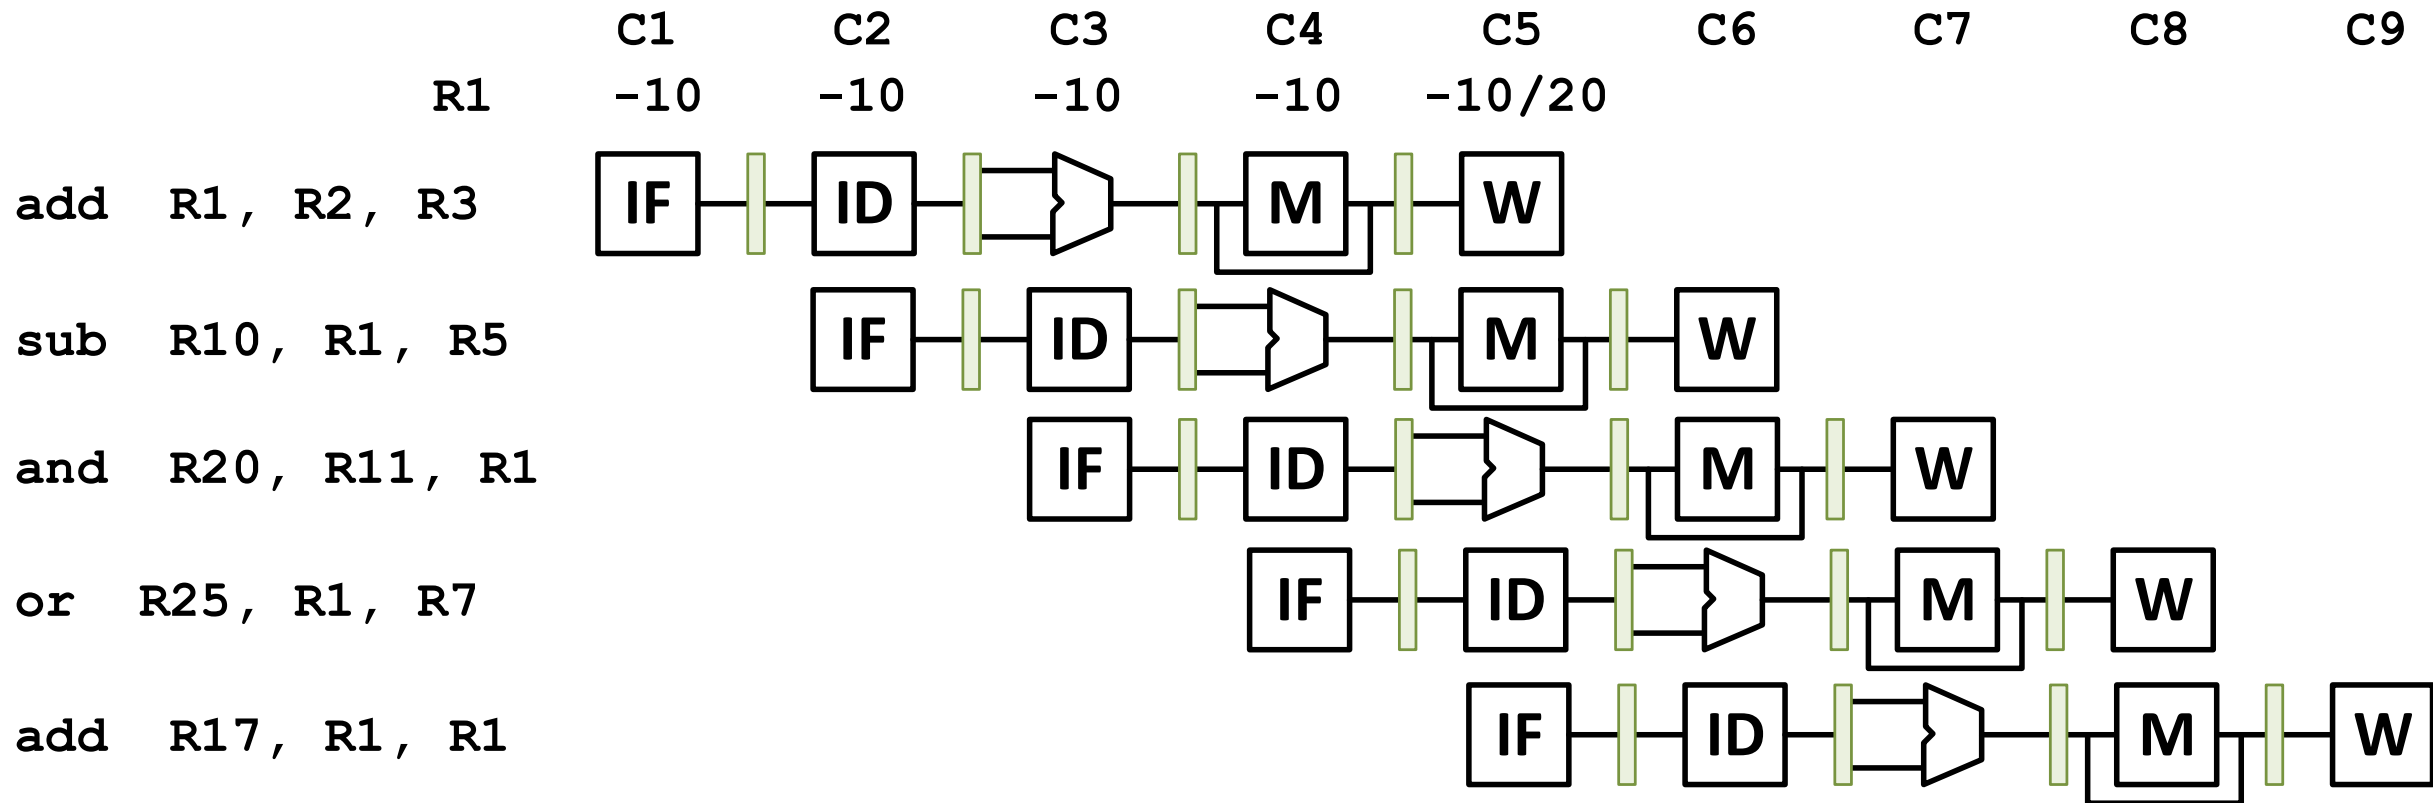 C1 C2 C3 C4 C5 C6 C7 C8 C9
R1 -10 -10 -10 -10 -10/20
add R1, R2, R3 IF ID M W
sub R10, R1, R5 IF ID M W
and R20, R11, R1 IF ID M W
or R25, R1, R7 IF ID M W
add R17, R1, R1 IF ID M W